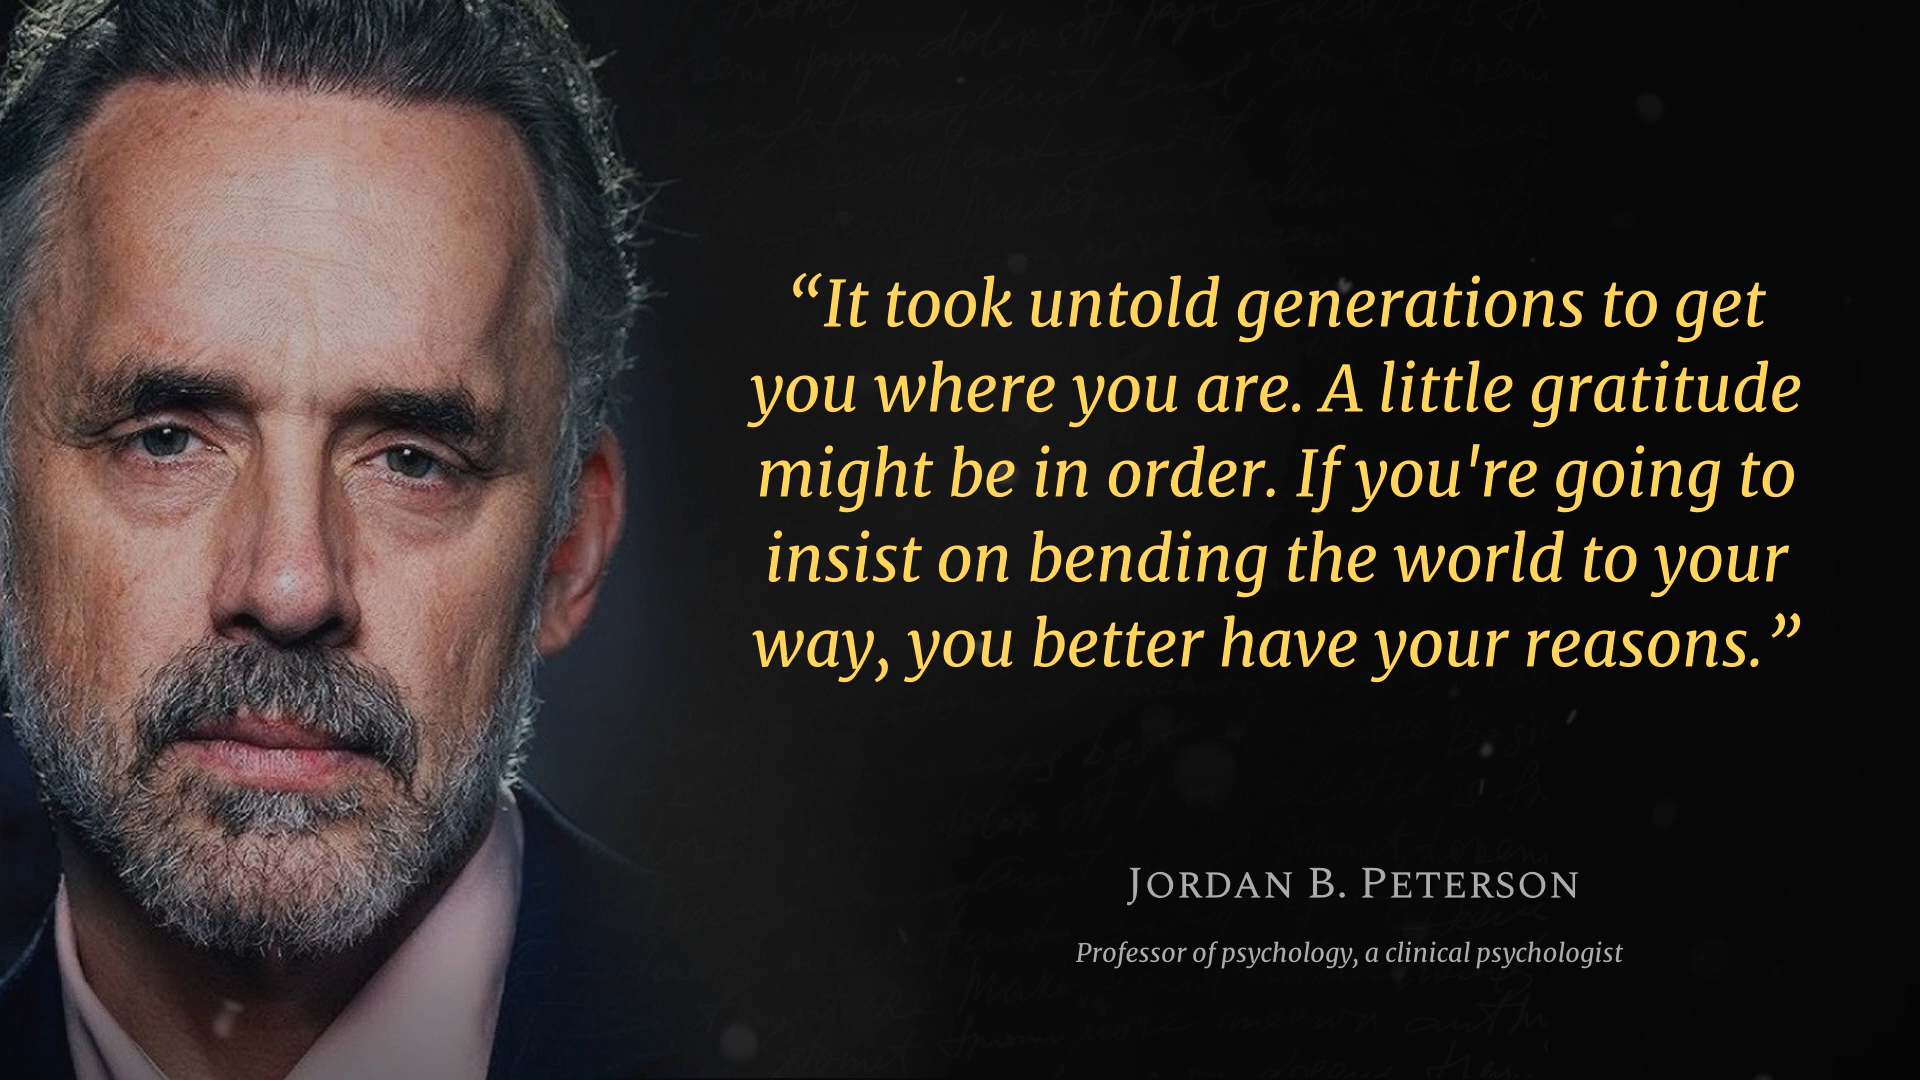 “It took untold generations to get
you where you are. A little gratitude
might be in order. If you're going to
insist on bending the world to your
way, you better have your reasons.”
JORDAN B. PETERSON
Professor of psychology, a clinical psychologist